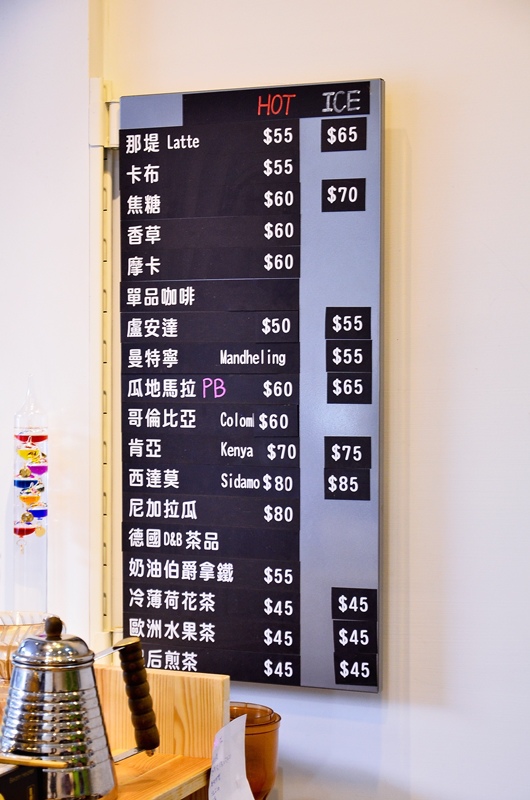 HOT ICE
那堤 Latte $55 $65
卡布 $55
焦糖 $60 $70
香草 $60
摩卡 $60
單品咖啡
盧安達 $50 $55
曼特寧 Mandheling $55
瓜地馬拉 PB $60 $65
哥倫比亞 Colom $60
肯亞 Kenya $70 $75
西達莫 Sidamo $80 $85
尼加拉瓜 $80
德國D&B茶品
奶油伯爵拿鐵 $55
冷薄荷花茶 $45 $45
歐洲水果茶 $45 $45
后煎茶 $45 $45